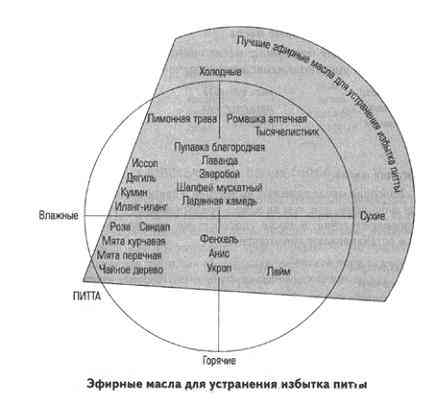 Лучшие эфирные масла для устранения избытка питты
Холодные
Лимонная трава Ромашка аптечная
Тысячелистник
Пупавка благородная
Лаванда
Иссоп Зверобой
Дягиль
Шалфей мускатный
Кумин
Ладанная камедь
Иланг-иланг
Влажные Сухие
Роза Сандал
Мята курчавая Фенхель
Мята перечная Анис
Чайное дерево Укроп Лайм
ПИТТА
Горячие
Эфирные масла для устранения избытка питты